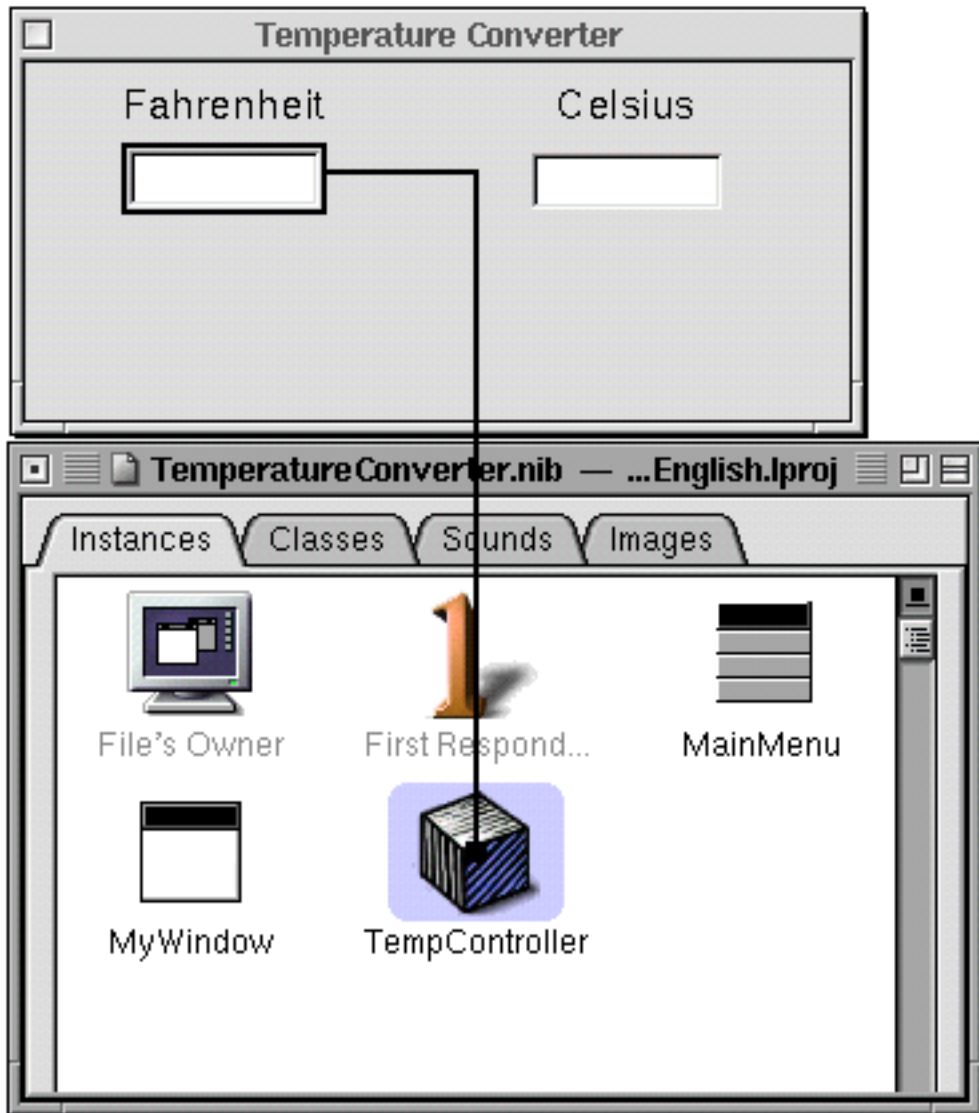 Temperature Converter
Fahrenheit Celsius
TemperatureConverter.nib — ...English.lproj
Instances Classes Sounds Images
File's Owner First Respond... MainMenu
MyWindow TempController